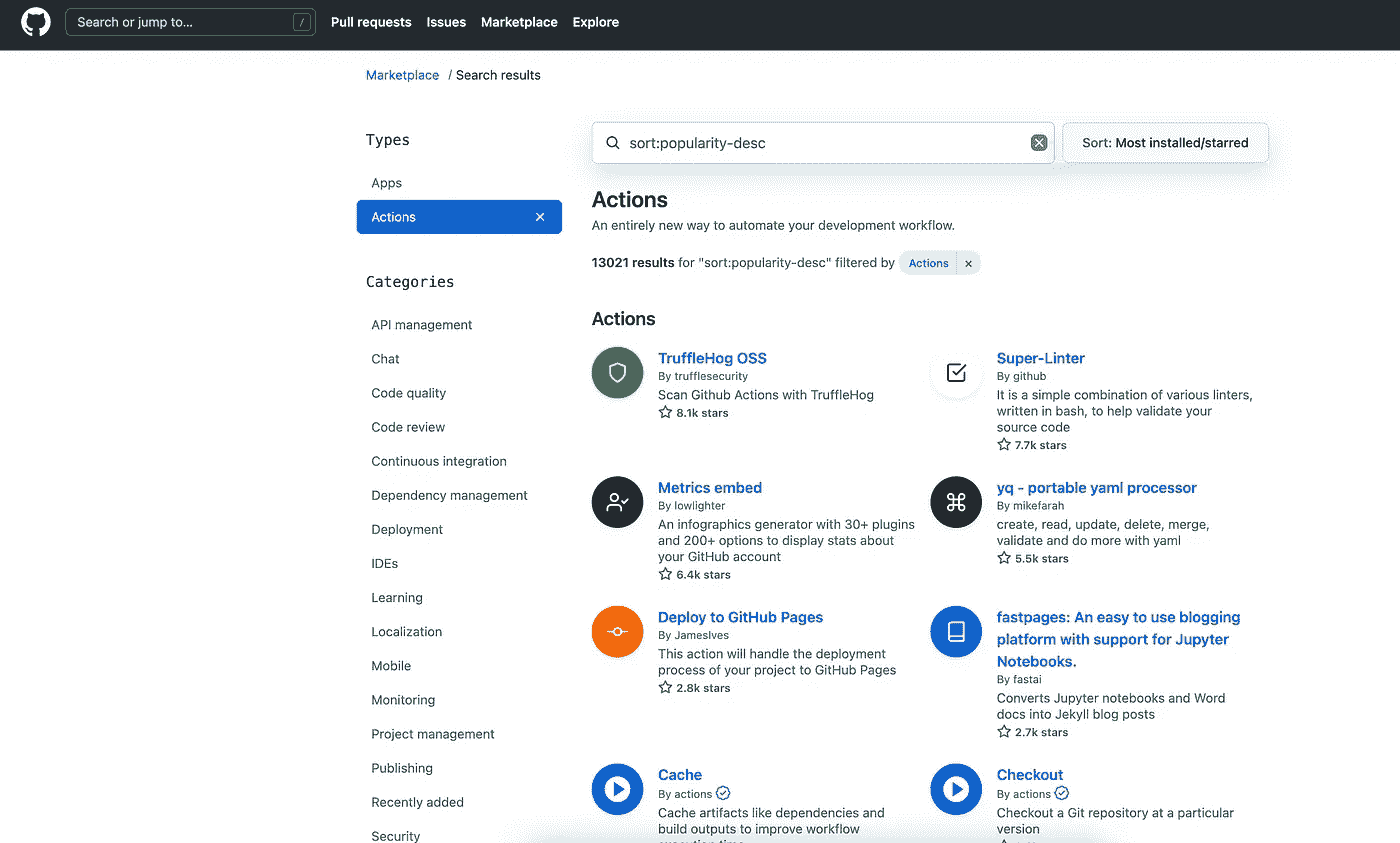 Search or jump to... /
Pull requests
Issues
Marketplace
Explore
Marketplace / Search results
Types
Apps
Actions
Categories
API management
Chat
Code quality
Code review
Continuous integration
Dependency management
Deployment
IDEs
Learning
Localization
Mobile
Monitoring
Project management
Publishing
Recently added
Security
sort:popularity-desc
Sort: Most installed/starred
Actions
An entirely new way to automate your development workflow.
13021 results for "sort:popularity-desc" filtered by Actions ×
Actions
TruffleHog OSS
By trufflesecurity
Scan Github Actions with TruffleHog
8.1k stars
Super-Linter
By github
It is a simple combination of various linters,
written in bash, to help validate your
source code
7.7k stars
Metrics embed
By lowlighter
An infographics generator with 30+ plugins
and 200+ options to display stats about
your GitHub account
6.4k stars
yq - portable yaml processor
By mikefarah
create, read, update, delete, merge,
validate and do more with yaml
5.5k stars
Deploy to GitHub Pages
By JamesIves
This action will handle the deployment
process of your project to GitHub Pages
2.8k stars
fastpages: An easy to use blogging
platform with support for Jupyter
Notebooks.
By fastai
Converts Jupyter notebooks and Word
docs into Jekyll blog posts
2.7k stars
Cache
By actions
Cache artifacts like dependencies and
build outputs to improve workflow
Checkout
By actions
Checkout a Git repository at a particular
version